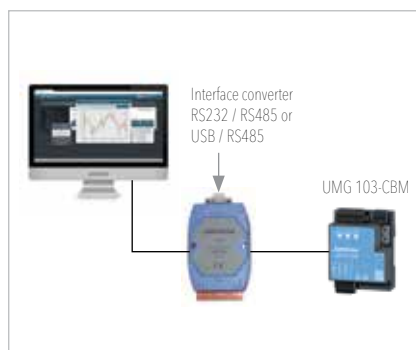 Interface converter
RS232 / RS485 or
USB / RS485
UMG 103-CBM